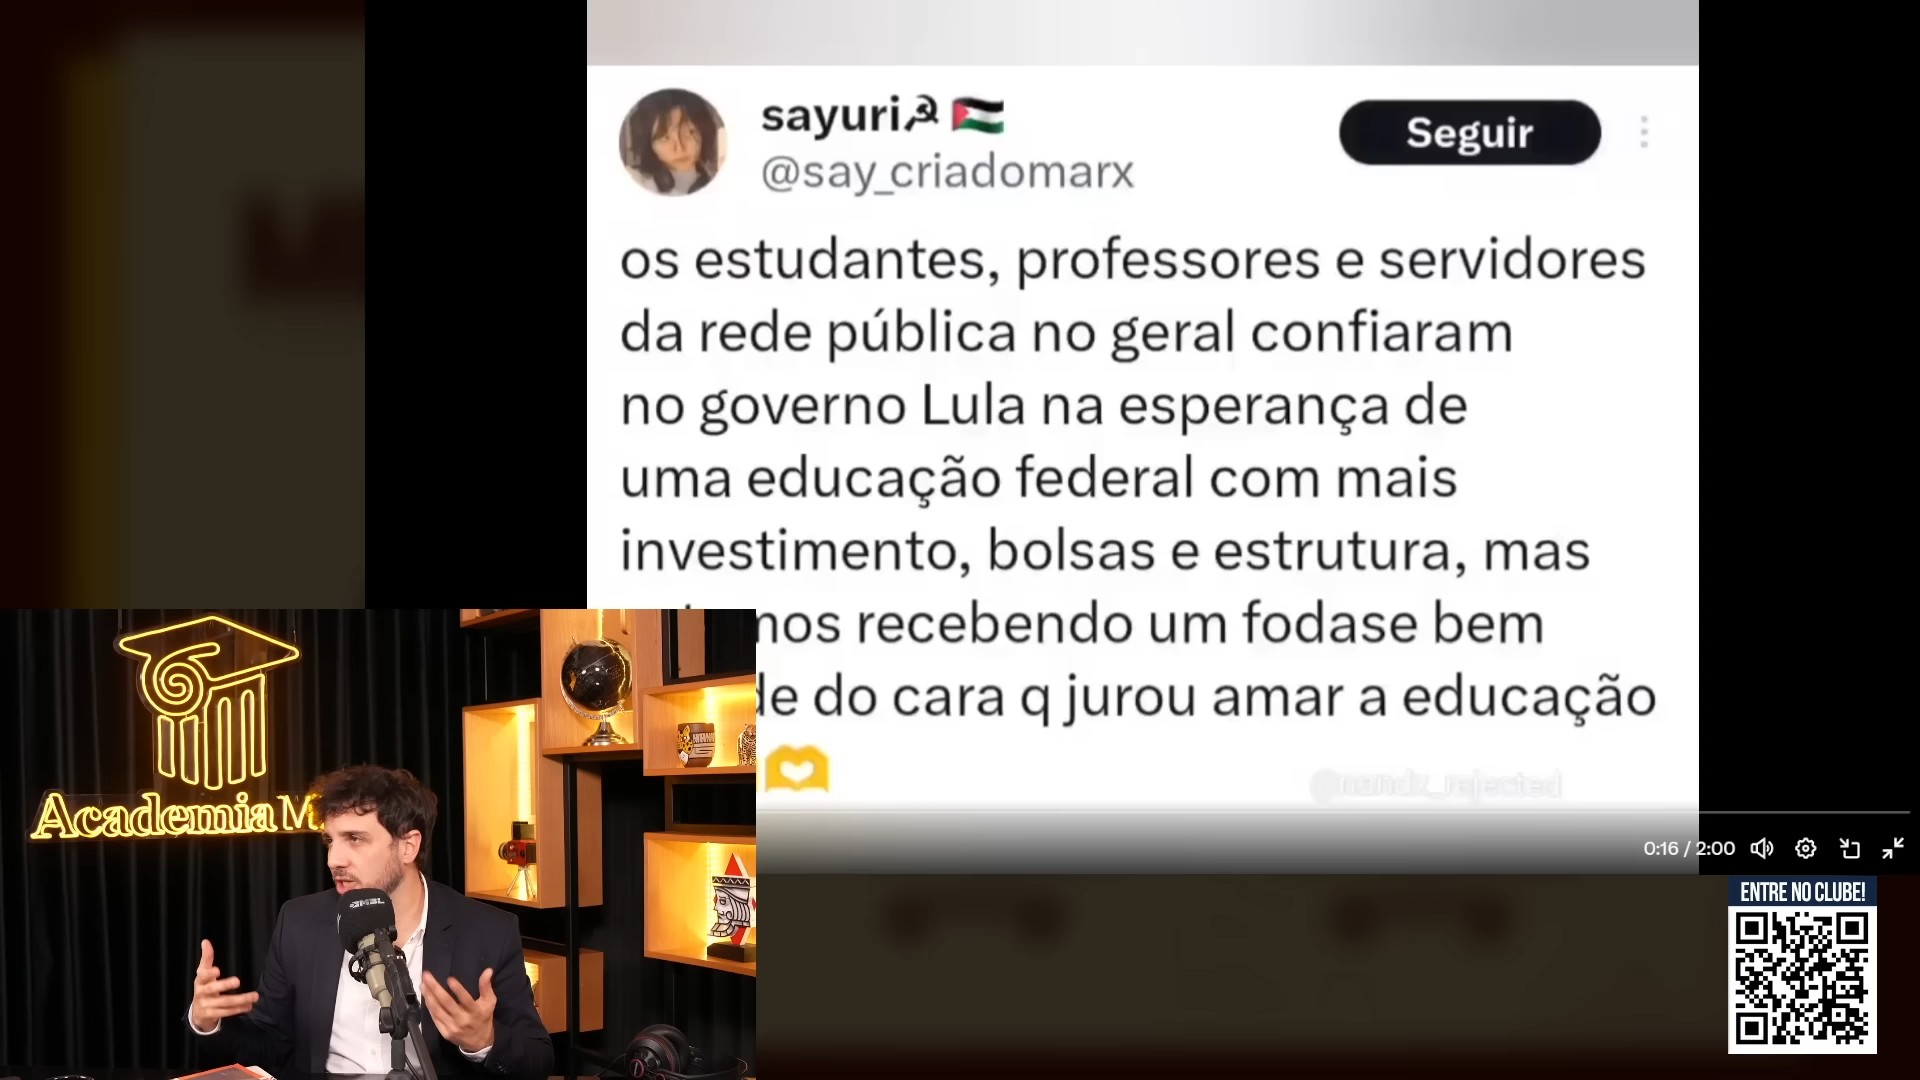 sayuri☭ 🇵🇸
@say_criadomarx
Seguir
os estudantes, professores e servidores
da rede pública no geral confiaram
no governo Lula na esperança de
uma educação federal com mais
investimento, bolsas e estrutura, mas
recebendo um fodase bem
do cara q jurou amar a educação
🫶
@nandx_rejected
0:16 / 2:00
Academia
MBL
ENTRE NO CLUBE!